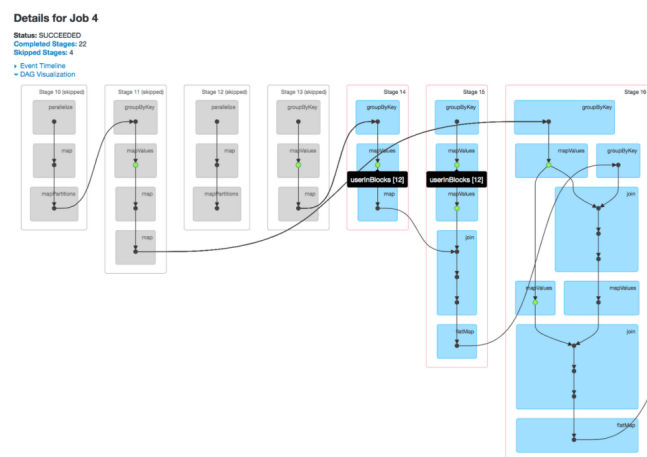 Details for Job 4
Status: SUCCEEDED
Completed Stages: 22
Skipped Stages: 4
Event Timeline
DAG Visualization
Stage 10 (skipped)
parallelize
map
mapPartitions
Stage 11 (skipped)
groupByKey
mapValues
map
map
Stage 12 (skipped)
parallelize
map
mapPartitions
Stage 13 (skipped)
groupByKey
mapValues
map
Stage 14
groupByKey
mapValues
userInBlocks [12]
map
Stage 15
groupByKey
mapValues
userInBlocks [12]
mapValues
join
flatMap
Stage 16
groupByKey
mapValues
groupByKey
join
mapValues
mapValues
join
flatMap